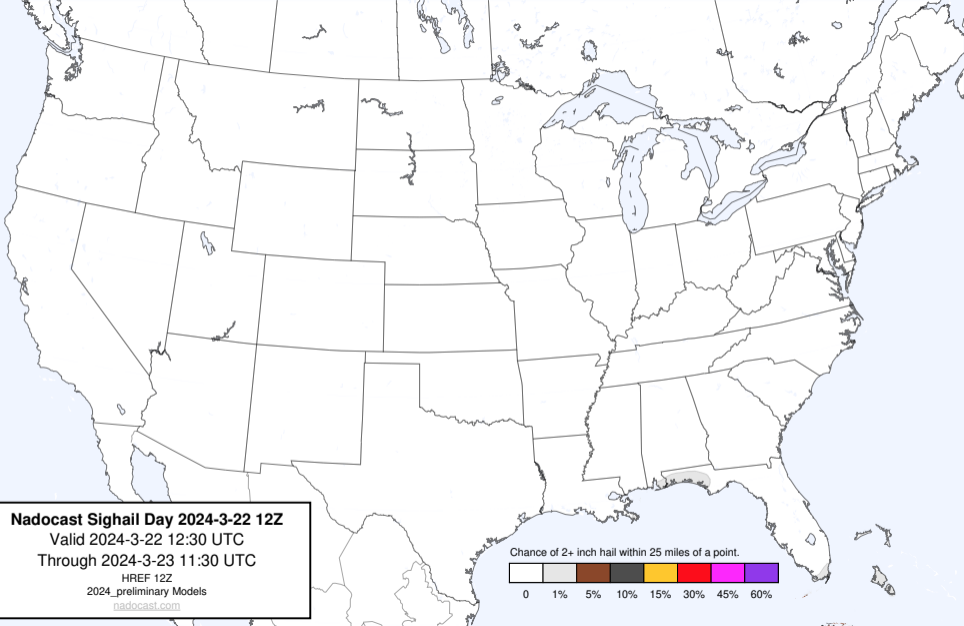 Nadocast Sighail Day 2024-3-22 12Z
Valid 2024-3-22 12:30 UTC
Through 2024-3-23 11:30 UTC
HREF 12Z
2024_preliminary Models
nadocast.com
Chance of 2+ inch hail within 25 miles of a point.
0 1% 5% 10% 15% 30% 45% 60%